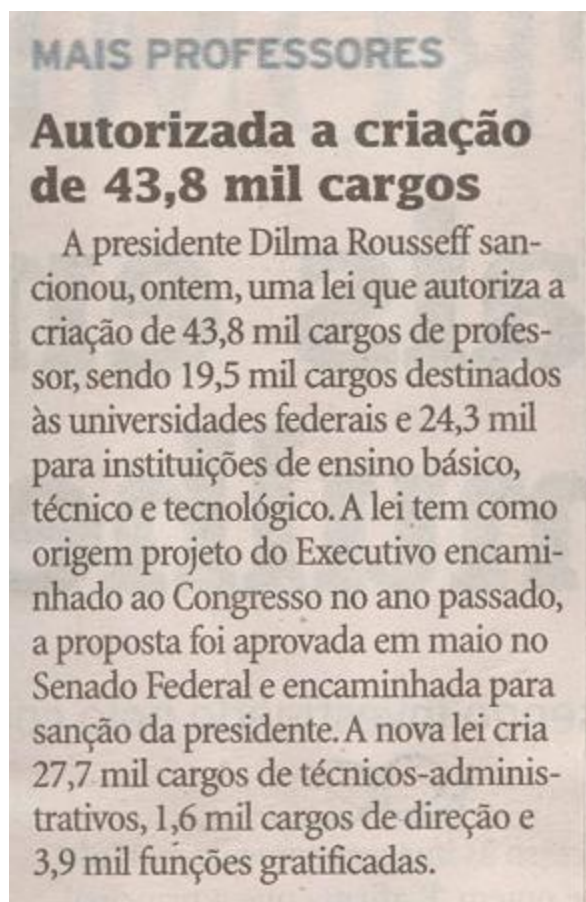 MAIS PROFESSORES
Autorizada a criação
de 43,8 mil cargos
A presidente Dilma Rousseff san-
cionou, ontem, uma lei que autoriza a
criação de 43,8 mil cargos de profes-
sor, sendo 19,5 mil cargos destinados
às universidades federais e 24,3 mil
para instituições de ensino básico,
técnico e tecnológico. A lei tem como
origem projeto do Executivo encami-
nhado ao Congresso no ano passado,
a proposta foi aprovada em maio no
Senado Federal e encaminhada para
sanção da presidente. A nova lei cria
27,7 mil cargos de técnicos-adminis-
trativos, 1,6 mil cargos de direção e
3,9 mil funções gratificadas.